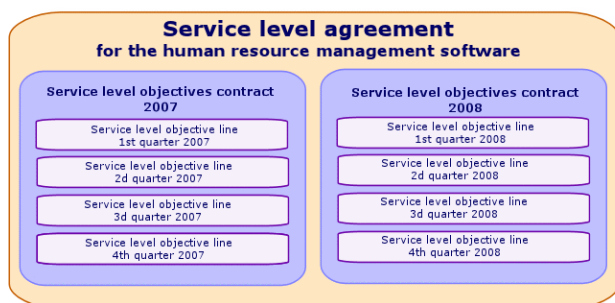 Service level agreement
for the human resource management software
Service level objectives contract
2007
Service level objective line
1st quarter 2007
Service level objective line
2d quarter 2007
Service level objective line
3d quarter 2007
Service level objective line
4th quarter 2007
Service level objectives contract
2008
Service level objective line
1st quarter 2008
Service level objective line
2d quarter 2008
Service level objective line
3d quarter 2008
Service level objective line
4th quarter 2008